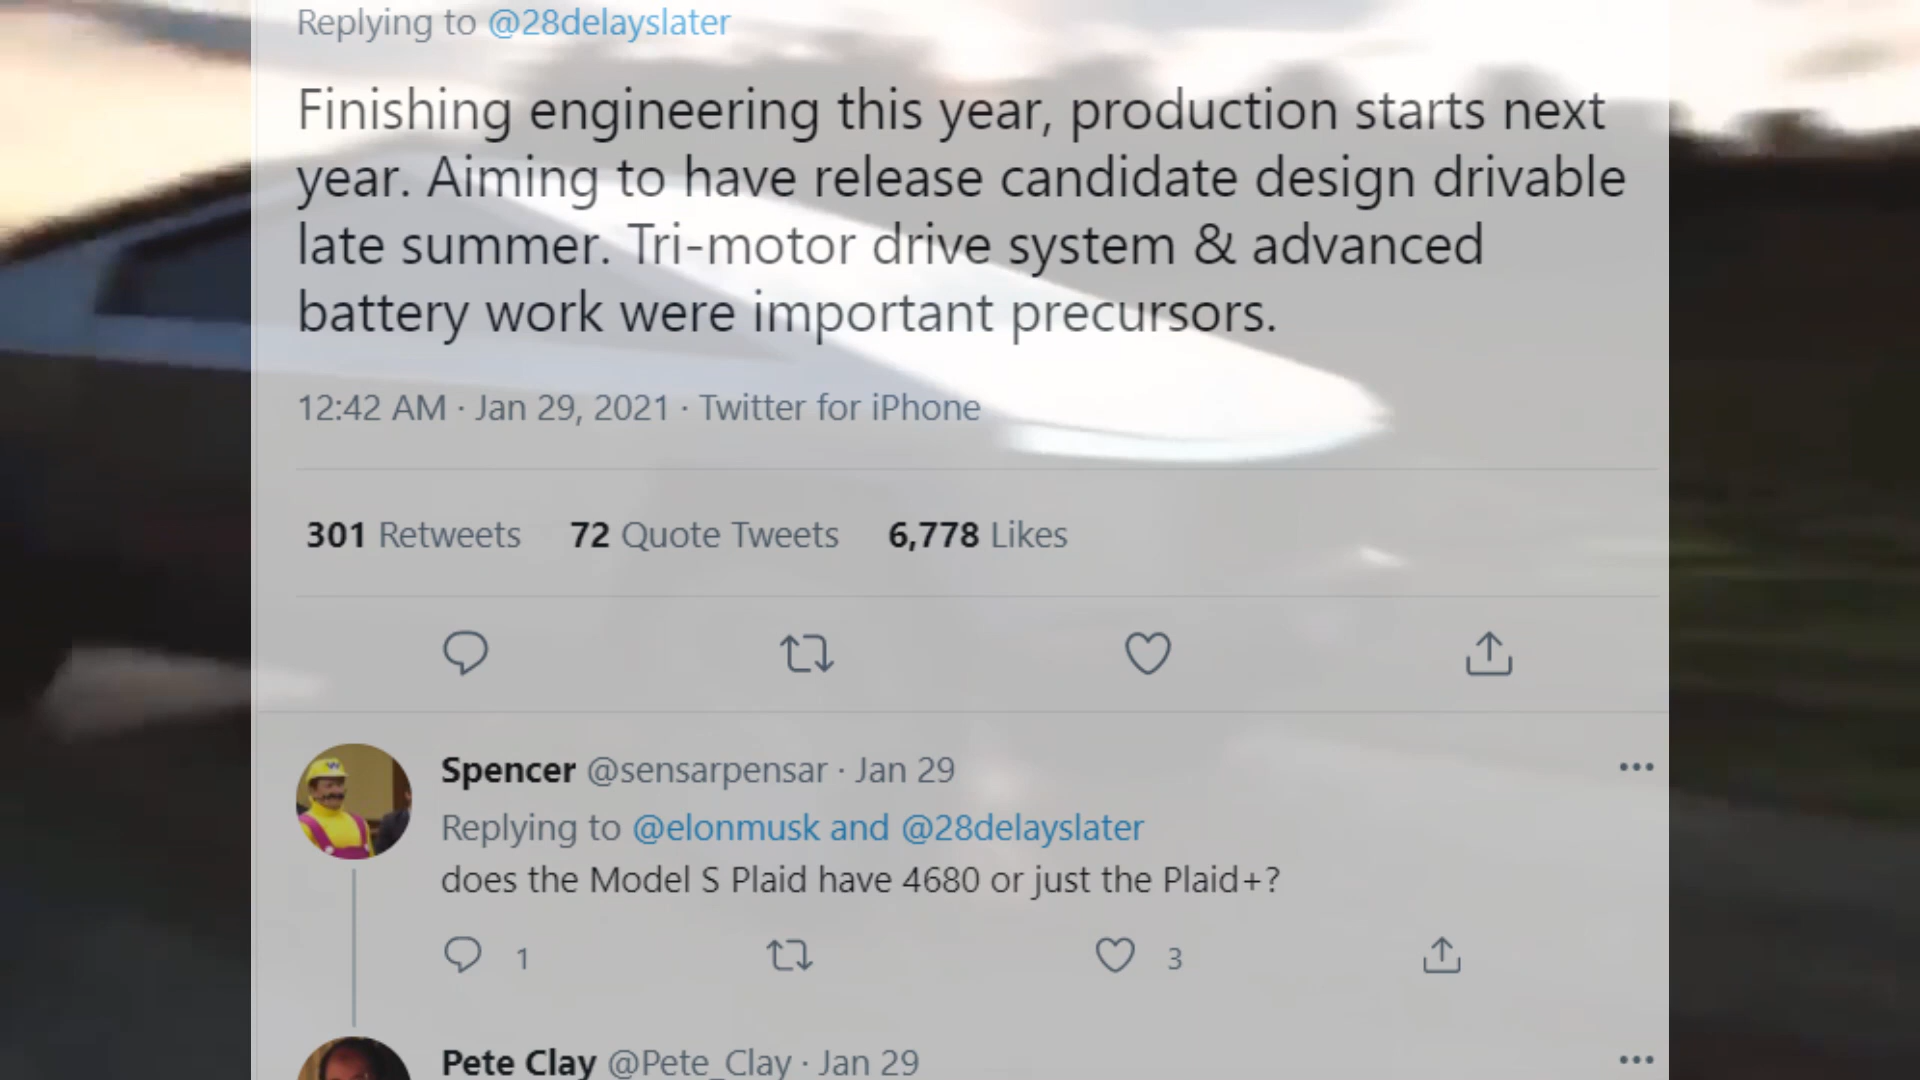 Replying to @28delayslater
Finishing engineering this year, production starts next
year. Aiming to have release candidate design drivable
late summer. Tri-motor drive system & advanced
battery work were important precursors.
12:42 AM · Jan 29, 2021 · Twitter for iPhone
301 Retweets 72 Quote Tweets 6,778 Likes
Spencer @sensarpensar · Jan 29
Replying to @elonmusk and @28delayslater
does the Model S Plaid have 4680 or just the Plaid+?
1 3
Pete Clay @Pete_Clay · Jan 29